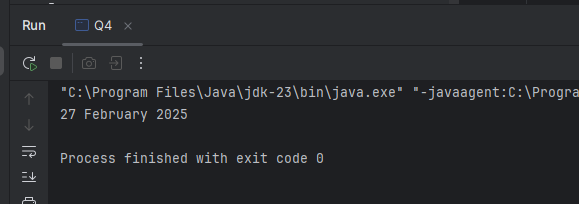 Run Q4
"C:\Program Files\Java\jdk-23\bin\java.exe" "-javaagent:C:\Progra
27 February 2025
Process finished with exit code 0